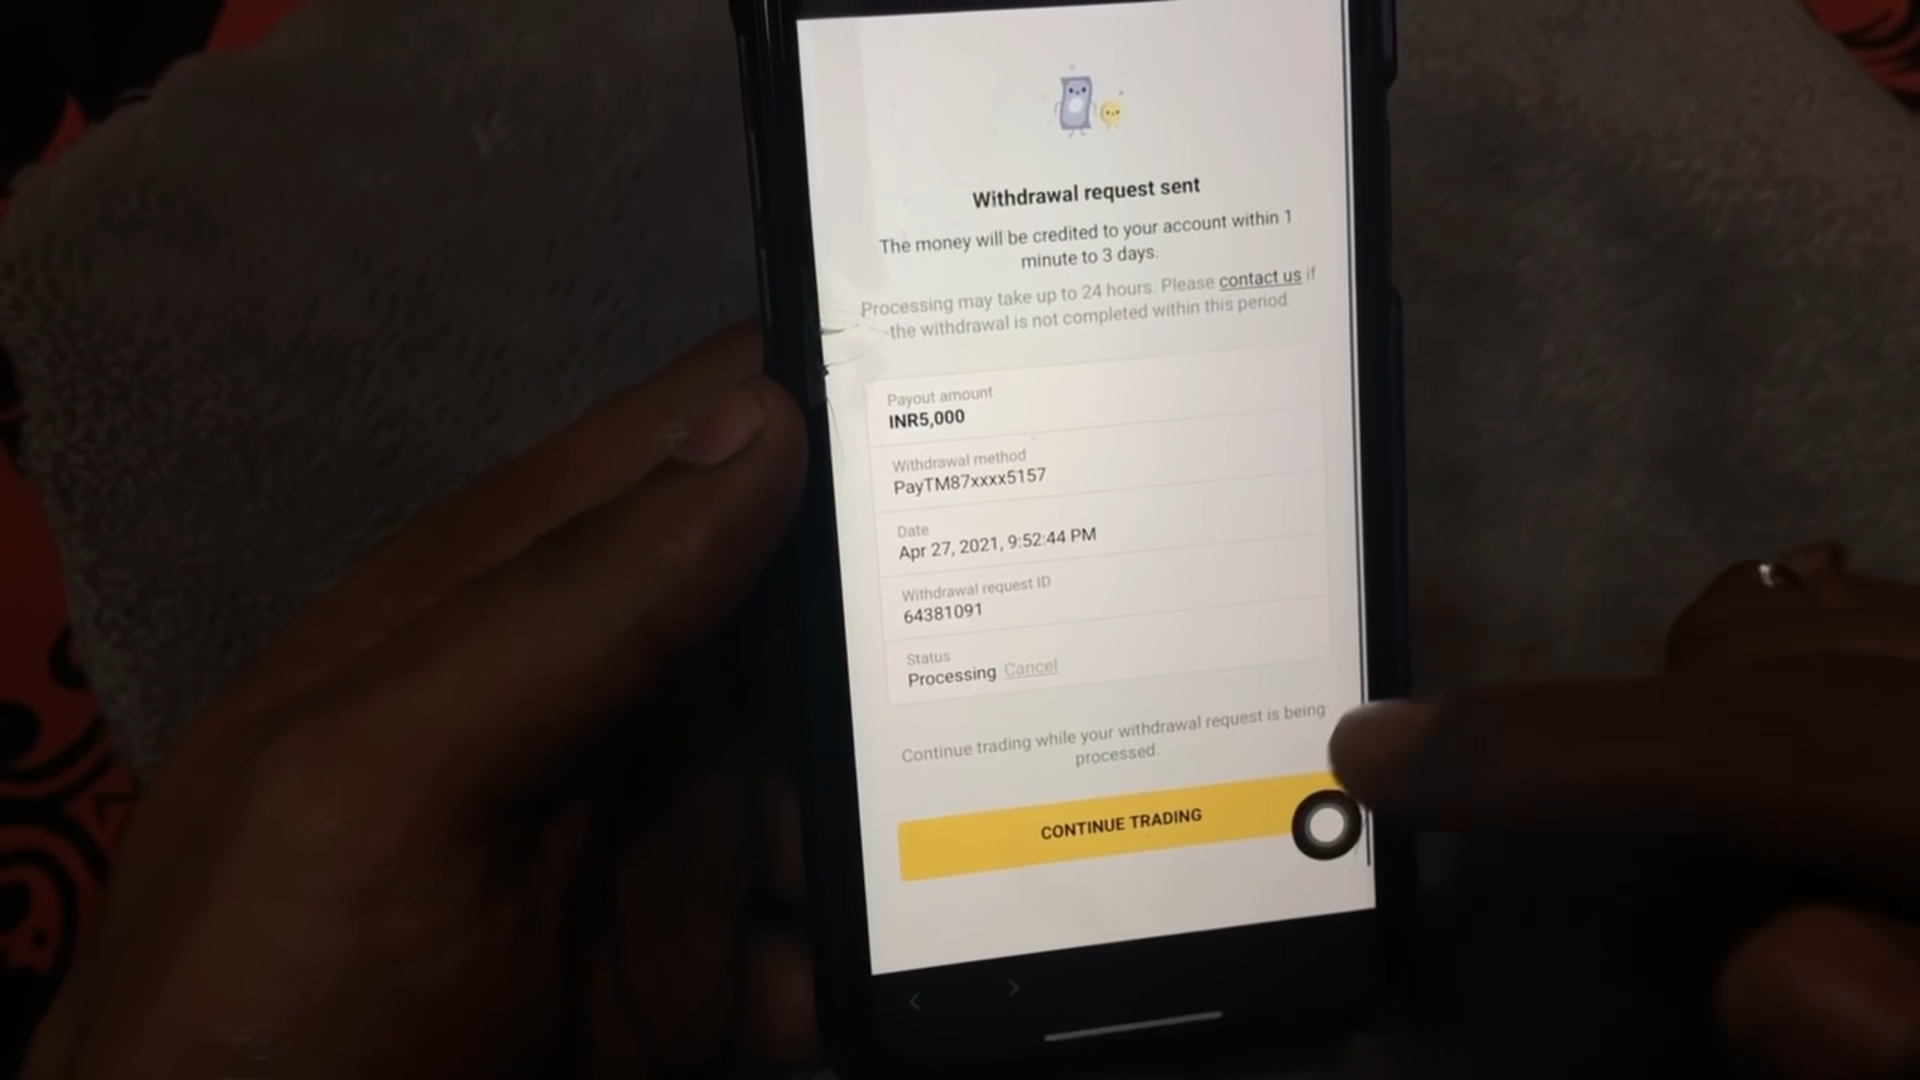 Withdrawal request sent
The money will be credited to your account within 1
minute to 3 days.
Processing may take up to 24 hours. Please contact us if
the withdrawal is not completed within this period.
Payout amount
INR5,000
Withdrawal method
PayTM87xxxx5157
Date
Apr 27, 2021, 9:52:44 PM
Withdrawal request ID
64381091
Status
Processing Cancel
Continue trading while your withdrawal request is being
processed.
CONTINUE TRADING